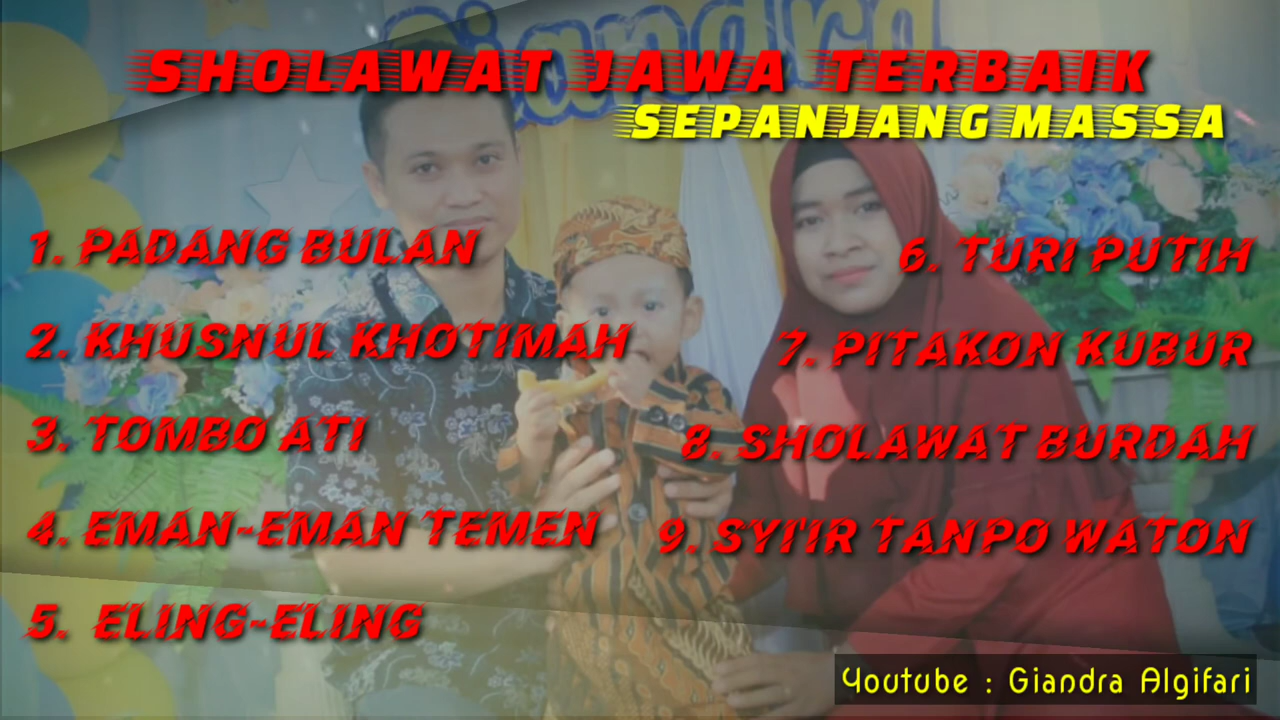 Giandra
SHOLAWAT JAWA TERBAIK
SEPANJANG MASSA
1. PADANG BULAN
2. KHUSNUL KHOTIMAH
3. TOMBO ATI
4. EMAN~EMAN TEMEN
5. ELING~ELING
6. TURI PUTIH
7. PITAKON KUBUR
8. SHOLAWAT BURDAH
9. SYI'IR TANPO WATON
Youtube : Giandra Algifari